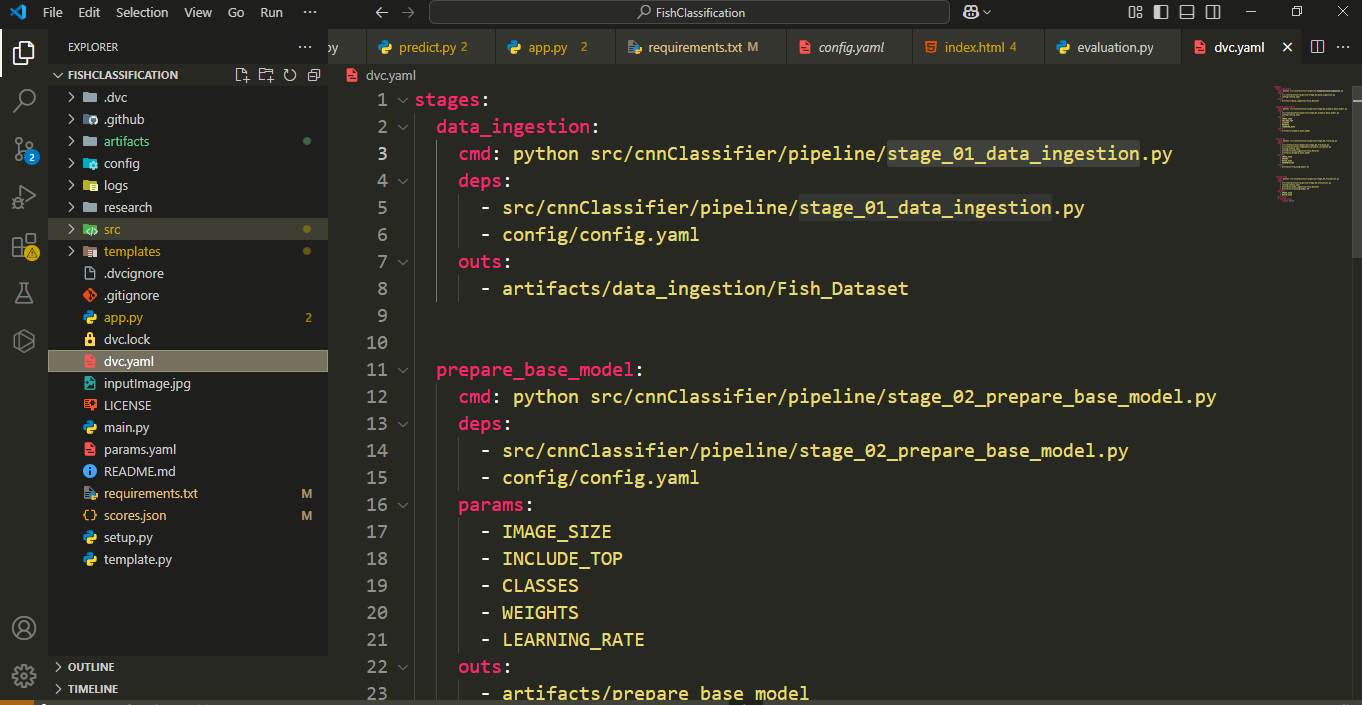 File Edit Selection View Go Run ··· FishClassification
EXPLORER ···
FISHCLASSIFICATION
.dvc
.github
artifacts
config
logs
research
src
templates
.dvcignore
.gitignore
app.py 2
dvc.lock
dvc.yaml
inputImage.jpg
LICENSE
main.py
params.yaml
README.md
requirements.txt M
scores.json M
setup.py
template.py
OUTLINE
TIMELINE
2
py predict.py 2 app.py 2 requirements.txt M config.yaml index.html 4 evaluation.py dvc.yaml ···
dvc.yaml
1 stages:
2 data_ingestion:
3 cmd: python src/cnnClassifier/pipeline/stage_01_data_ingestion.py
4 deps:
5 - src/cnnClassifier/pipeline/stage_01_data_ingestion.py
6 - config/config.yaml
7 outs:
8 - artifacts/data_ingestion/Fish_Dataset
9
10
11 prepare_base_model:
12 cmd: python src/cnnClassifier/pipeline/stage_02_prepare_base_model.py
13 deps:
14 - src/cnnClassifier/pipeline/stage_02_prepare_base_model.py
15 - config/config.yaml
16 params:
17 - IMAGE_SIZE
18 - INCLUDE_TOP
19 - CLASSES
20 - WEIGHTS
21 - LEARNING_RATE
22 outs:
23 - artifacts/prepare_base_model